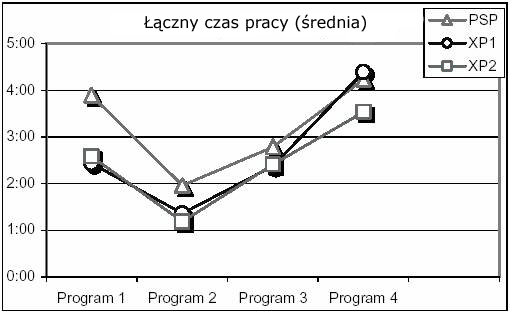 Łączny czas pracy (średnia)
PSP
XP1
XP2
5:00
4:00
3:00
2:00
1:00
0:00
Program 1 Program 2 Program 3 Program 4